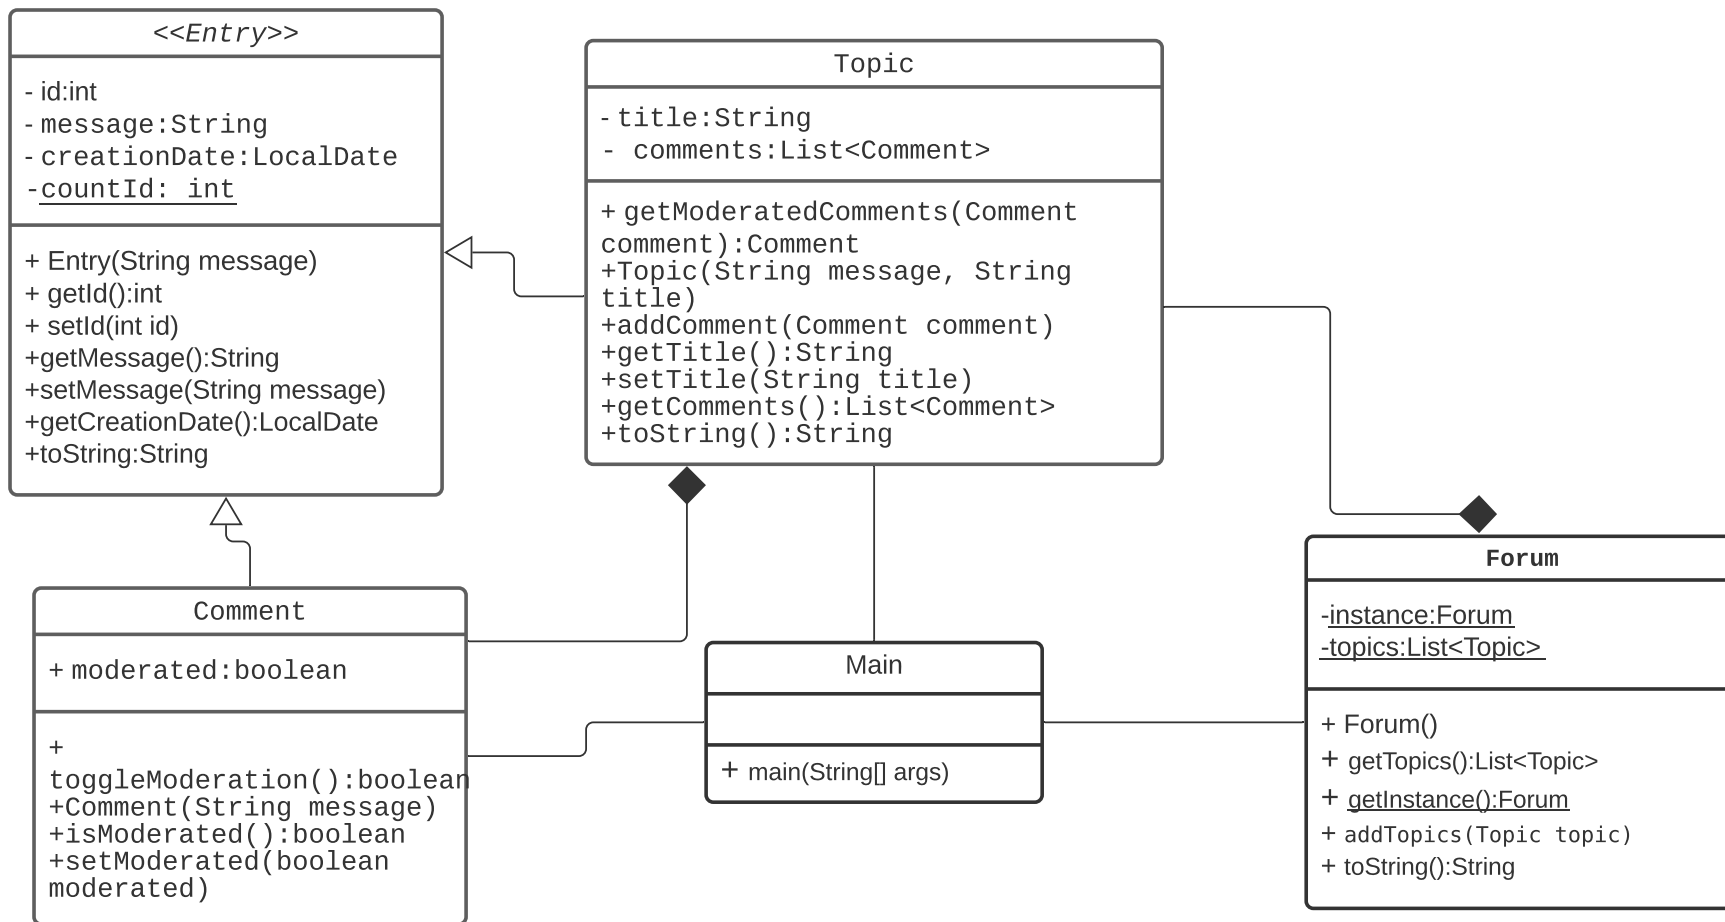 <<Entry>>
- id:int
- message:String
- creationDate:LocalDate
-countId: int
+ Entry(String message)
+ getId():int
+ setId(int id)
+getMessage():String
+setMessage(String message)
+getCreationDate():LocalDate
+toString:String
Topic
- title:String
- comments:List<Comment>
+ getModeratedComments(Comment
comment):Comment
+Topic(String message, String
title)
+addComment(Comment comment)
+getTitle():String
+setTitle(String title)
+getComments():List<Comment>
+toString():String
Comment
+ moderated:boolean
+
toggleModeration():boolean
+Comment(String message)
+isModerated():boolean
+setModerated(boolean
moderated)
Main
+ main(String[] args)
Forum
-instance:Forum
-topics:List<Topic>
+ Forum()
+ getTopics():List<Topic>
+ getInstance():Forum
+ addTopics(Topic topic)
+ toString():String